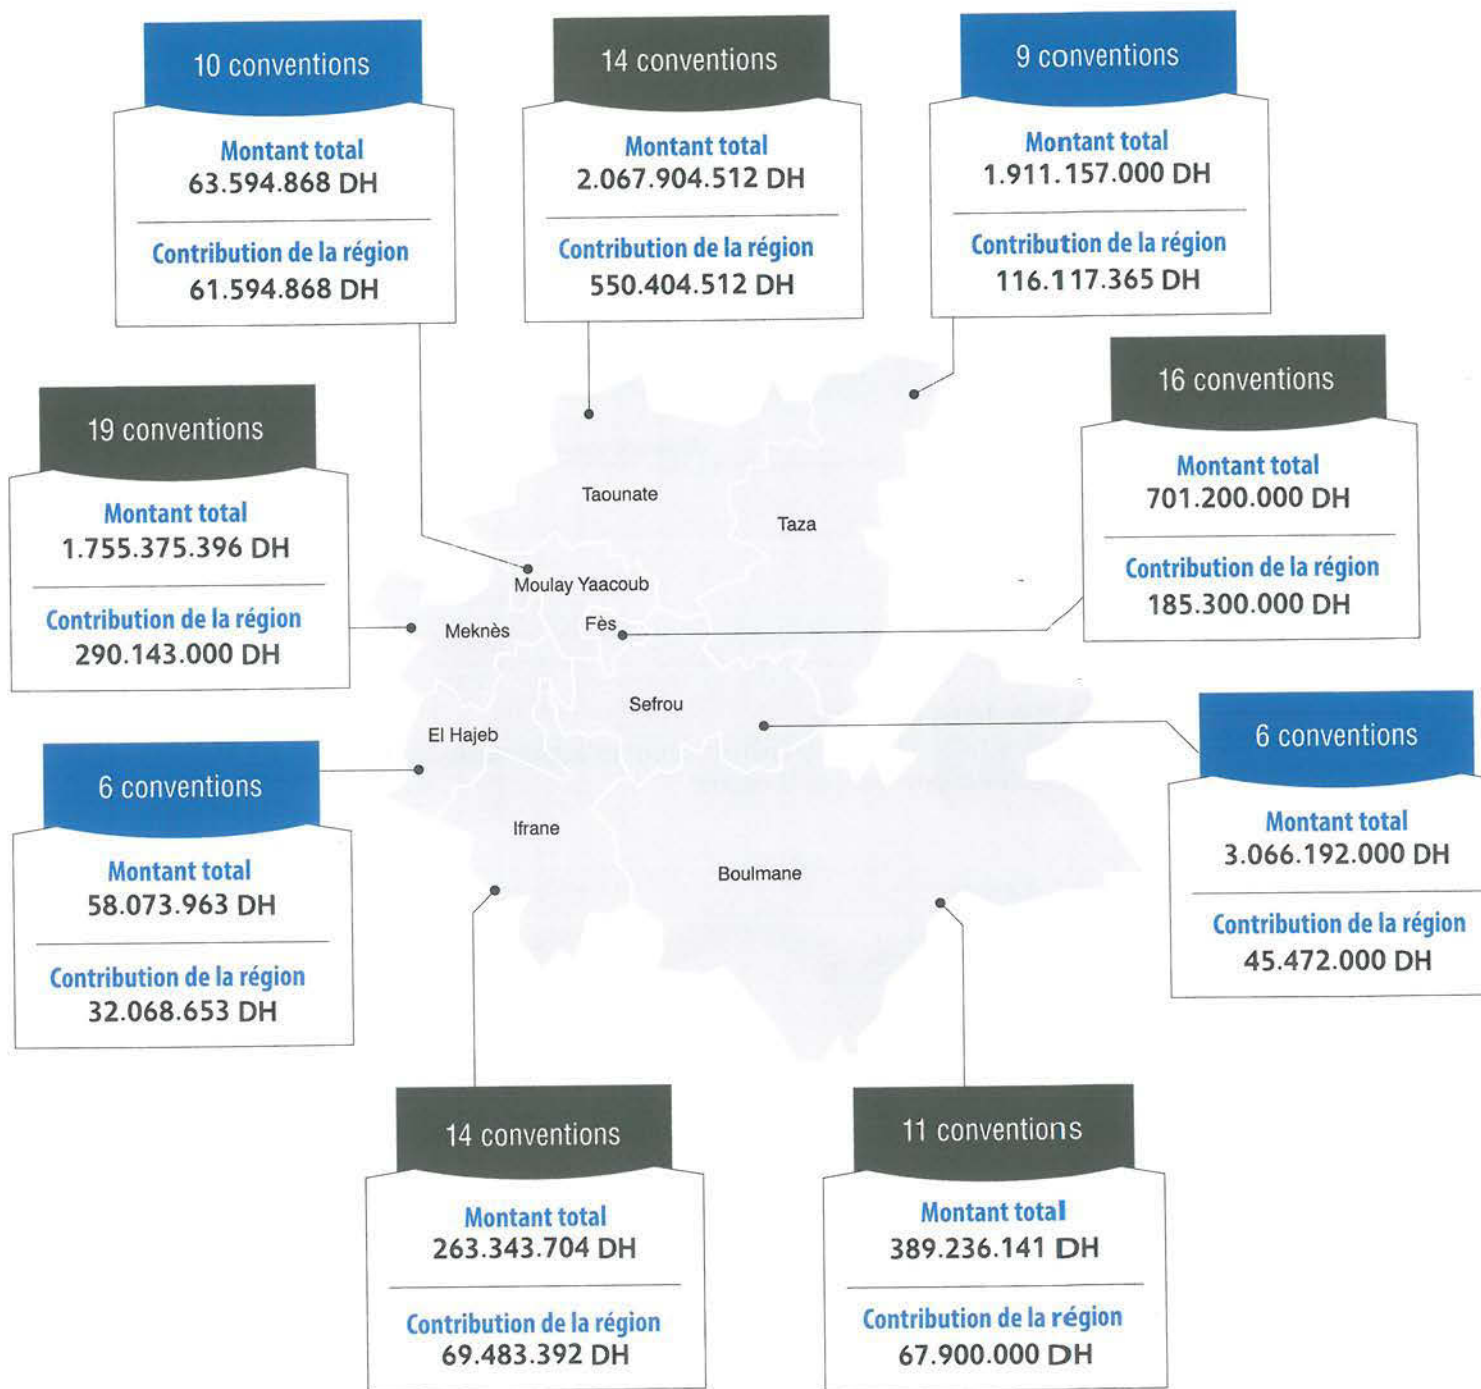 10 conventions
Montant total
63.594.868 DH
Contribution de la région
61.594.868 DH
14 conventions
Montant total
2.067.904.512 DH
Contribution de la région
550.404.512 DH
9 conventions
Montant total
1.911.157.000 DH
Contribution de la région
116.117.365 DH
19 conventions
Montant total
1.755.375.396 DH
Contribution de la région
290.143.000 DH
16 conventions
Montant total
701.200.000 DH
Contribution de la région
185.300.000 DH
Taounate
Taza
Moulay Yaacoub
Meknès
Fès
Sefrou
El Hajeb
Ifrane
Boulmane
6 conventions
Montant total
58.073.963 DH
Contribution de la région
32.068.653 DH
6 conventions
Montant total
3.066.192.000 DH
Contribution de la région
45.472.000 DH
14 conventions
Montant total
263.343.704 DH
Contribution de la région
69.483.392 DH
11 conventions
Montant total
389.236.141 DH
Contribution de la région
67.900.000 DH